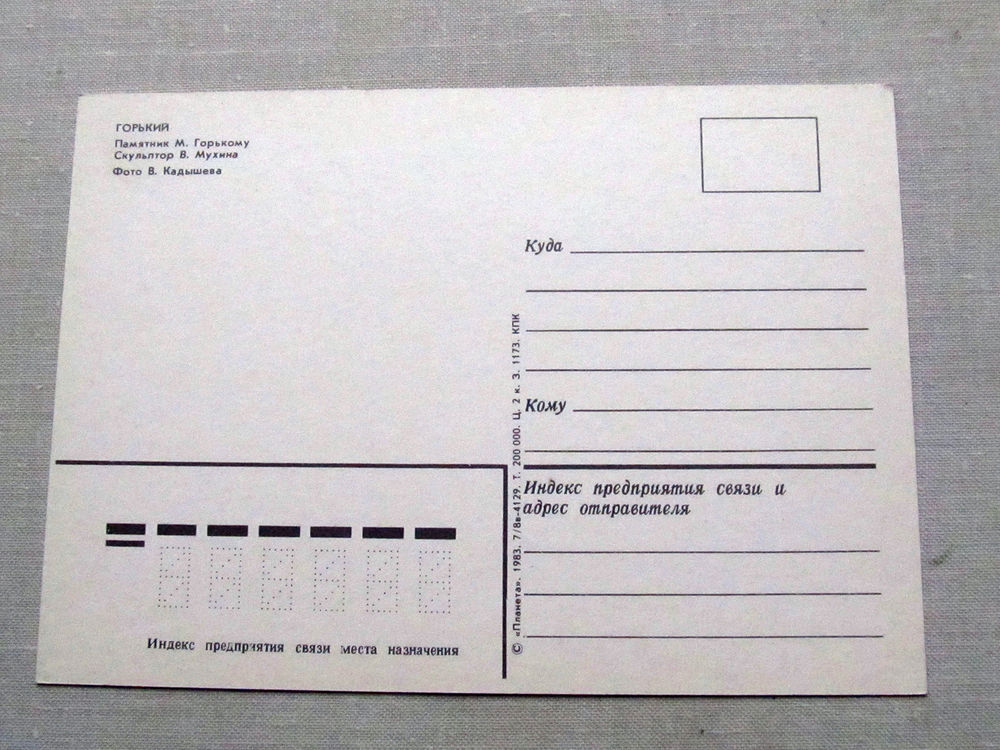 ГОРЬКИЙ
Памятник М. Горькому
Скульптор В. Мухина
Фото В. Кадышева
Куда
Кому
© «Планета». 1983. 7/8в-4129. Т. 200 000. Ц. 2 к. З. 1173. КПК
Индекс предприятия связи и
адрес отправителя
Индекс предприятия связи места назначения